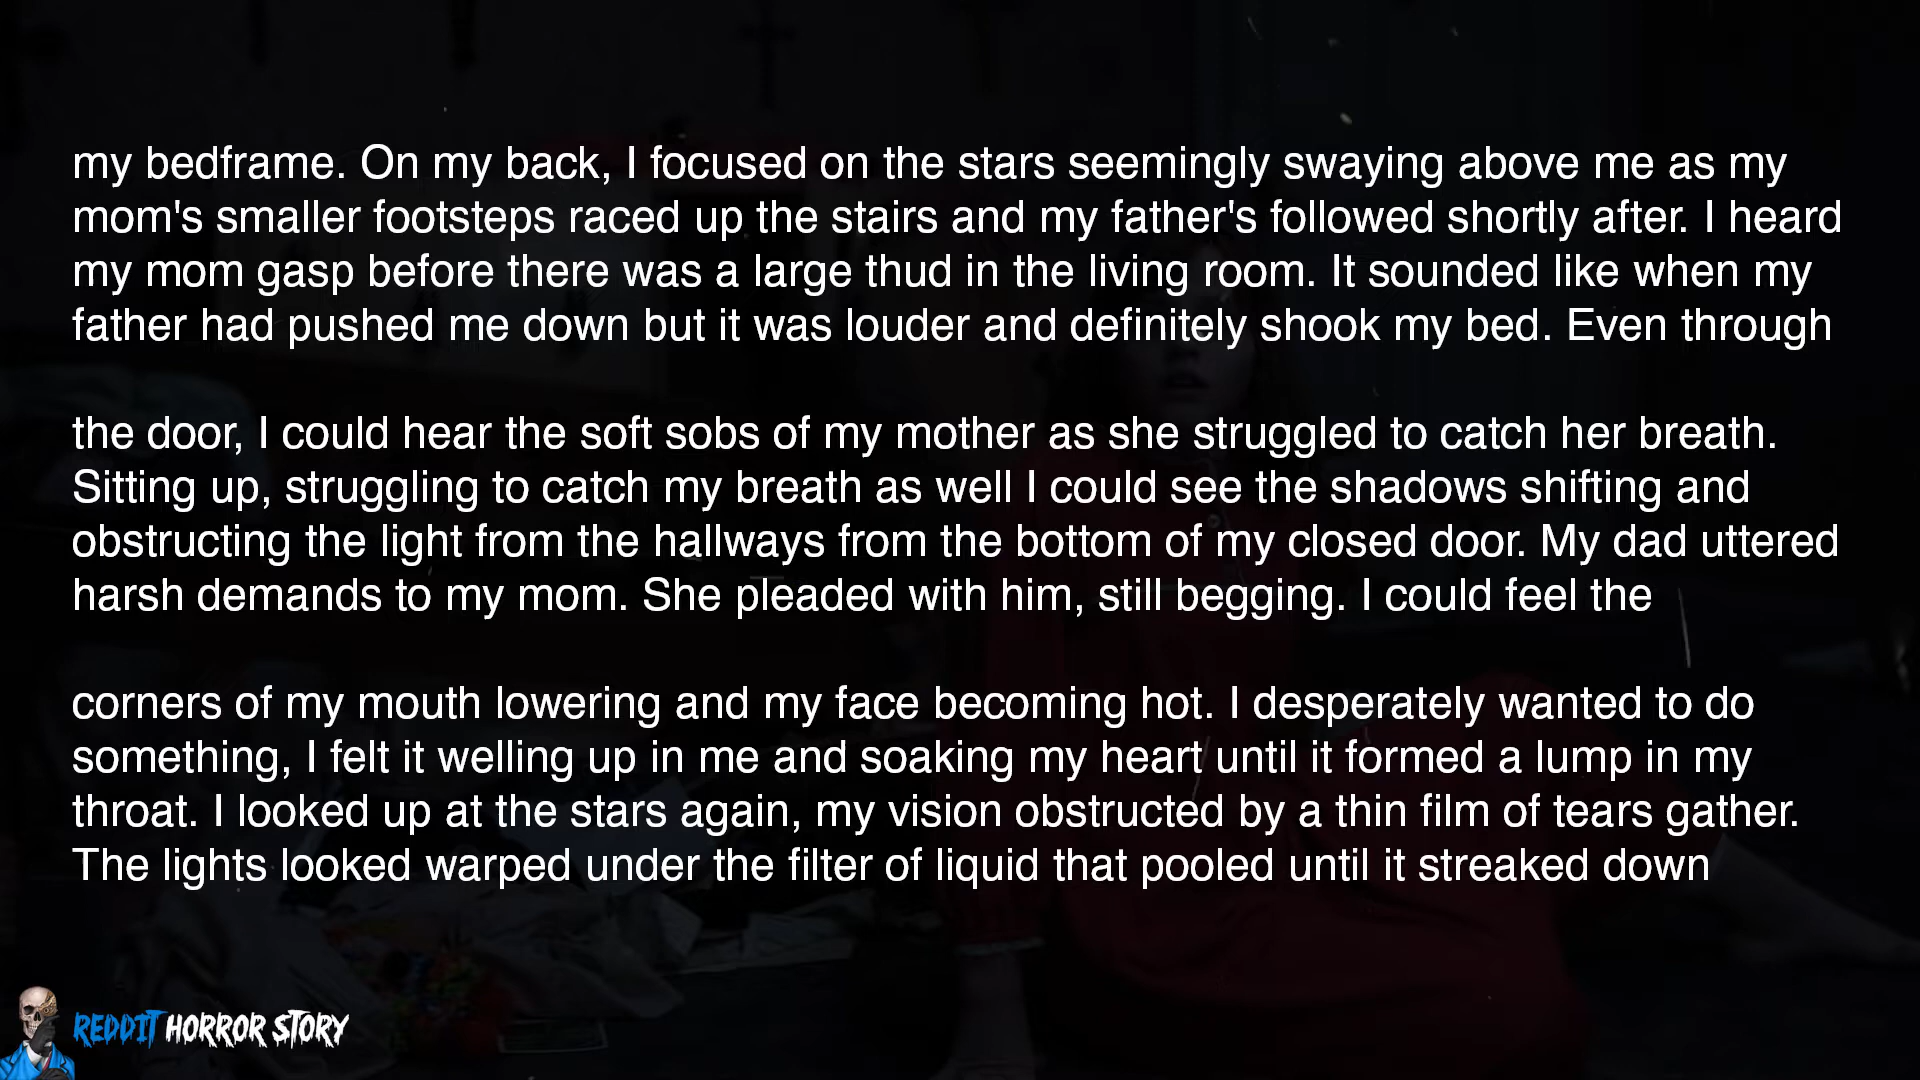 my bedframe. On my back, I focused on the stars seemingly swaying above me as my
mom's smaller footsteps raced up the stairs and my father's followed shortly after. I heard
my mom gasp before there was a large thud in the living room. It sounded like when my
father had pushed me down but it was louder and definitely shook my bed. Even through
the door, I could hear the soft sobs of my mother as she struggled to catch her breath.
Sitting up, struggling to catch my breath as well I could see the shadows shifting and
obstructing the light from the hallways from the bottom of my closed door. My dad uttered
harsh demands to my mom. She pleaded with him, still begging. I could feel the
corners of my mouth lowering and my face becoming hot. I desperately wanted to do
something, I felt it welling up in me and soaking my heart until it formed a lump in my
throat. I looked up at the stars again, my vision obstructed by a thin film of tears gather.
The lights looked warped under the filter of liquid that pooled until it streaked down
REDDIT HORROR STORY